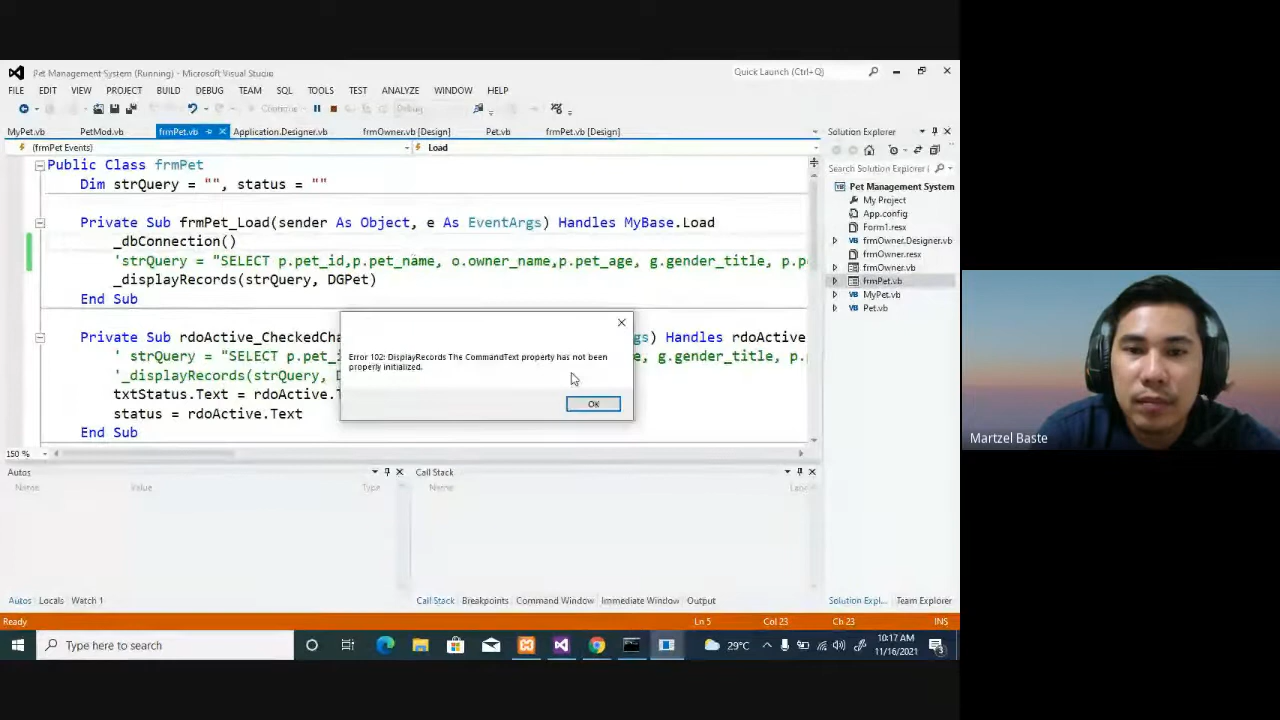 Pet Management System (Running) - Microsoft Visual Studio
Quick Launch (Ctrl+Q)
FILE EDIT VIEW PROJECT BUILD DEBUG TEAM SQL TOOLS TEST ANALYZE WINDOW HELP
Continue Debug
MyPet.vb PetMod.vb frmPet.vb Application.Designer.vb frmOwner.vb [Design] Pet.vb frmPet.vb [Design]
(frmPet Events) Load
Public Class frmPet
Dim strQuery = "", status = ""
Private Sub frmPet_Load(sender As Object, e As EventArgs) Handles MyBase.Load
_dbConnection()
'strQuery = "SELECT p.pet_id,p.pet_name, o.owner_name,p.pet_age, g.gender_title, p.p
_displayRecords(strQuery, DGPet)
End Sub
Private Sub rdoActive_CheckedCha gs) Handles rdoActive
' strQuery = "SELECT p.pet_i e, g.gender_title, p.p
'_displayRecords(strQuery, D
txtStatus.Text = rdoActive.T
status = rdoActive.Text
End Sub
Error 102: DisplayRecords The CommandText property has not been
properly initialized.
OK
Solution Explorer
Search Solution Explorer (
Pet Management System
My Project
App.config
Form1.resx
frmOwner.Designer.vb
frmOwner.resx
frmOwner.vb
frmPet.vb
MyPet.vb
Pet.vb
150 %
Autos
Name Value Type
Call Stack
Name
Autos Locals Watch 1
Call Stack Breakpoints Command Window Immediate Window Output
Solution Expl... Team Explorer
Ready Ln 5 Col 23 Ch 23 INS
Type here to search
29°C
10:17 AM
11/16/2021
3
Martzel Baste